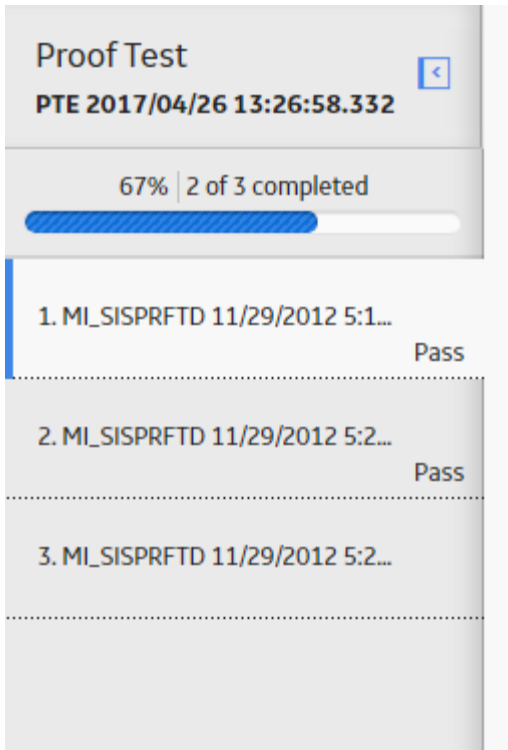 Proof Test
PTE 2017/04/26 13:26:58.332
67% 2 of 3 completed
1. MI_SISPRFTD 11/29/2012 5:1...
Pass
2. MI_SISPRFTD 11/29/2012 5:2...
Pass
3. MI_SISPRFTD 11/29/2012 5:2...